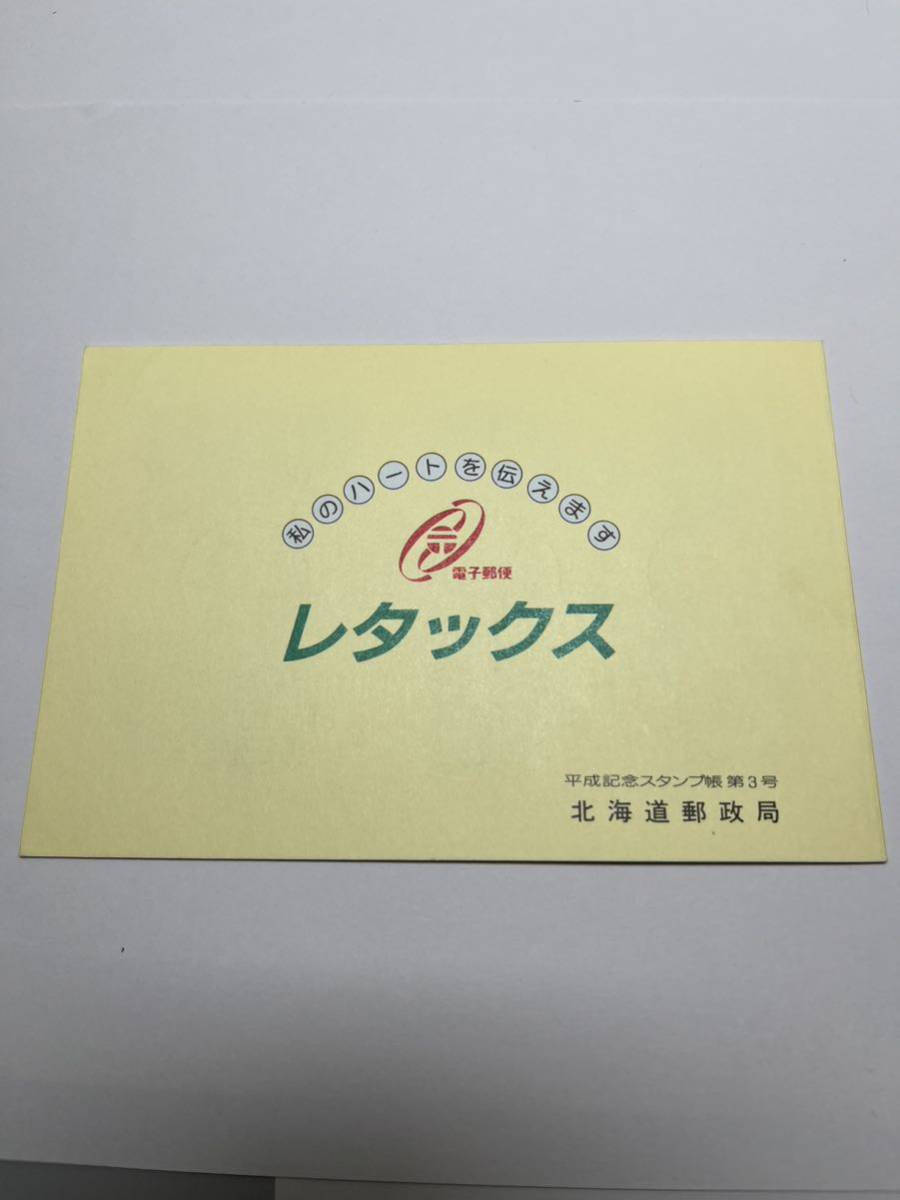 私のハートを伝えます
電子郵便
レタックス
平成記念スタンプ帳 第3号
北海道郵政局